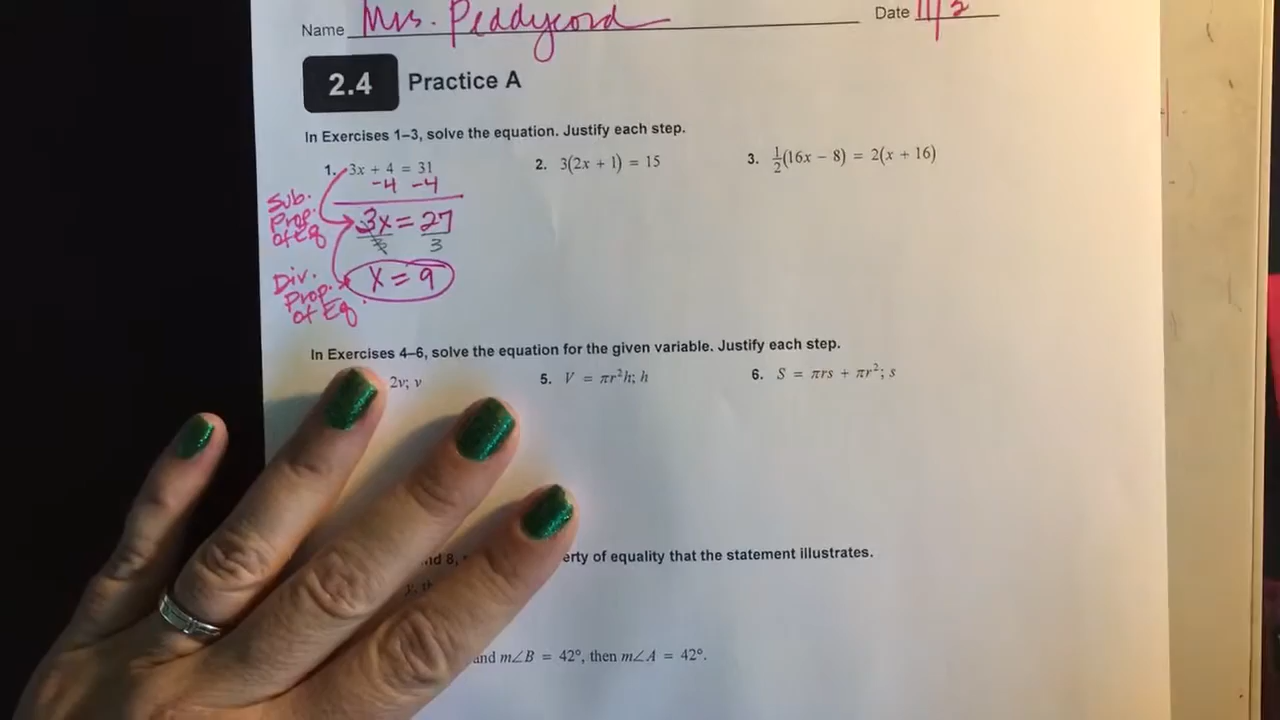 Name Mrs. Peddycord Date 11/2
2.4 Practice A
In Exercises 1–3, solve the equation. Justify each step.
1. 3x + 4 = 31
2. 3(2x + 1) = 15
3. 1/2(16x − 8) = 2(x + 16)
-4 -4
Sub.
Prop.
of Eq
3x = 27
3 3
Div.
Prop.
of Eq.
x = 9
In Exercises 4–6, solve the equation for the given variable. Justify each step.
2v; v
5. V = πr²h; h
6. S = πrs + πr²; s
nd 8, erty of equality that the statement illustrates.
and m∠B = 42°, then m∠A = 42°.